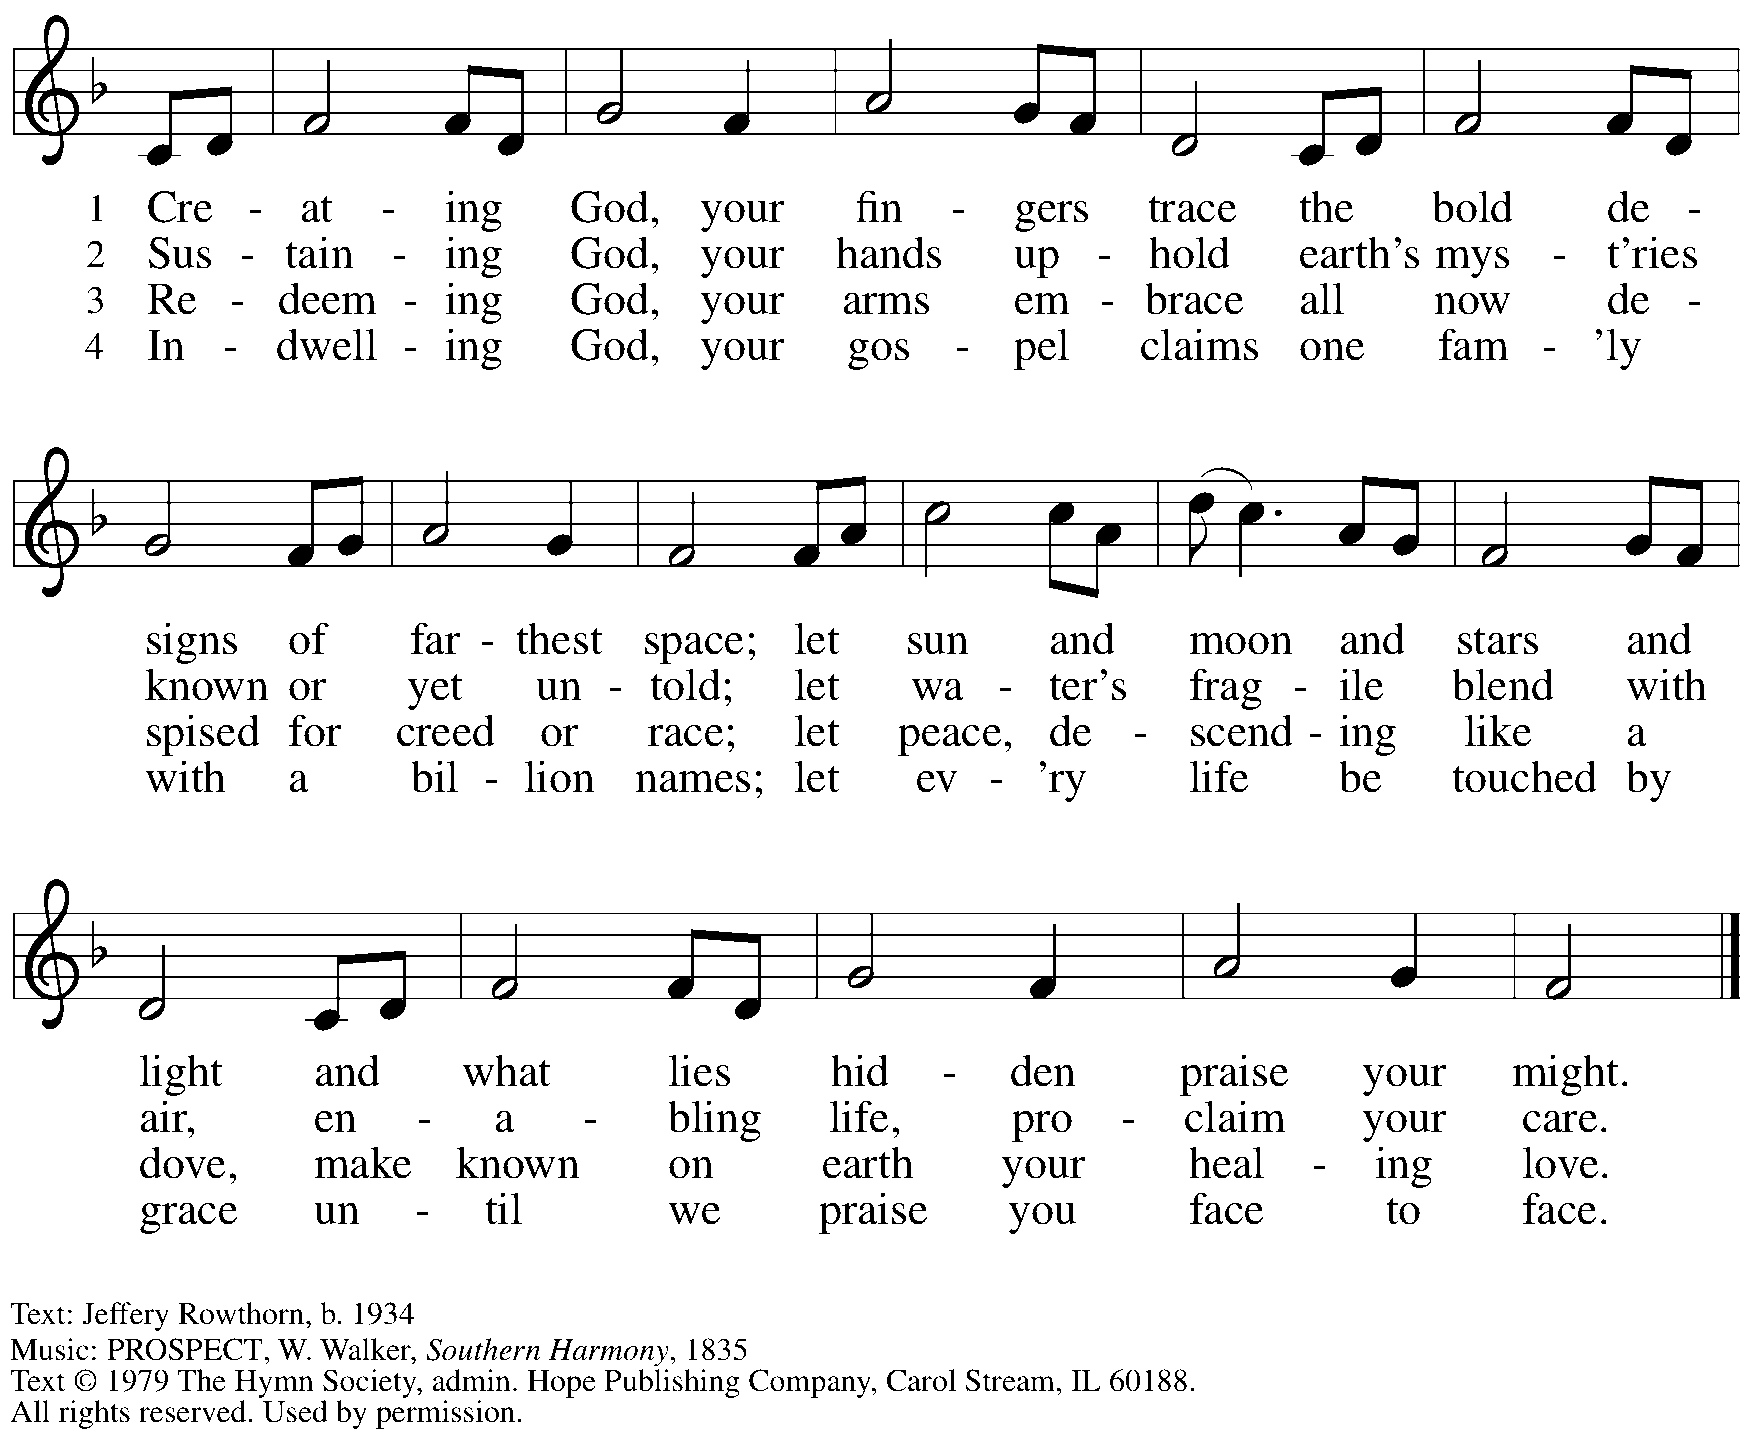 1 Cre - at - ing God, your fin - gers trace the bold de -
2 Sus - tain - ing God, your hands up - hold earth's mys - t'ries
3 Re - deem - ing God, your arms em - brace all now de -
4 In - dwell - ing God, your gos - pel claims one fam - 'ly
signs of far - thest space; let sun and moon and stars and
known or yet un - told; let wa - ter's frag - ile blend with
spised for creed or race; let peace, de - scend - ing like a
with a bil - lion names; let ev - 'ry life be touched by
light and what lies hid - den praise your might.
air, en - a - bling life, pro - claim your care.
dove, make known on earth your heal - ing love.
grace un - til we praise you face to face.
Text: Jeffery Rowthorn, b. 1934
Music: PROSPECT, W. Walker, Southern Harmony, 1835
Text © 1979 The Hymn Society, admin. Hope Publishing Company, Carol Stream, IL 60188.
All rights reserved. Used by permission.